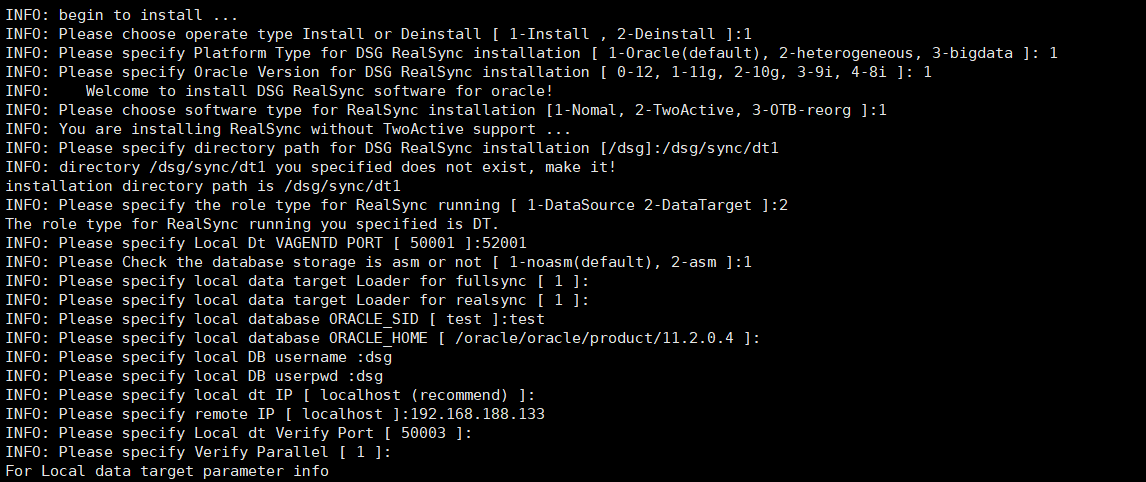 INFO: begin to install ...
INFO: Please choose operate type Install or Deinstall [ 1-Install , 2-Deinstall ]:1
INFO: Please specify Platform Type for DSG RealSync installation [ 1-Oracle(default), 2-heterogeneous, 3-bigdata ]: 1
INFO: Please specify Oracle Version for DSG RealSync installation [ 0-12, 1-11g, 2-10g, 3-9i, 4-8i ]: 1
INFO:    Welcome to install DSG RealSync software for oracle!
INFO: Please choose software type for RealSync installation [1-Nomal, 2-TwoActive, 3-OTB-reorg ]:1
INFO: You are installing RealSync without TwoActive support ...
INFO: Please specify directory path for DSG RealSync installation [/dsg]:/dsg/sync/dt1
INFO: directory /dsg/sync/dt1 you specified does not exist, make it!
installation directory path is /dsg/sync/dt1
INFO: Please specify the role type for RealSync running [ 1-DataSource 2-DataTarget ]:2
The role type for RealSync running you specified is DT.
INFO: Please specify Local Dt VAGENTD PORT [ 50001 ]:52001
INFO: Please Check the database storage is asm or not [ 1-noasm(default), 2-asm ]:1
INFO: Please specify local data target Loader for fullsync [ 1 ]:
INFO: Please specify local data target Loader for realsync [ 1 ]:
INFO: Please specify local database ORACLE_SID [ test ]:test
INFO: Please specify local database ORACLE_HOME [ /oracle/oracle/product/11.2.0.4 ]:
INFO: Please specify local DB username :dsg
INFO: Please specify local DB userpwd :dsg
INFO: Please specify local dt IP [ localhost (recommend) ]:
INFO: Please specify remote IP [ localhost ]:192.168.188.133
INFO: Please specify Local dt Verify Port [ 50003 ]:
INFO: Please specify Verify Parallel [ 1 ]:
For Local data target parameter info